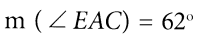 m ( ∠ EAC) = 62°